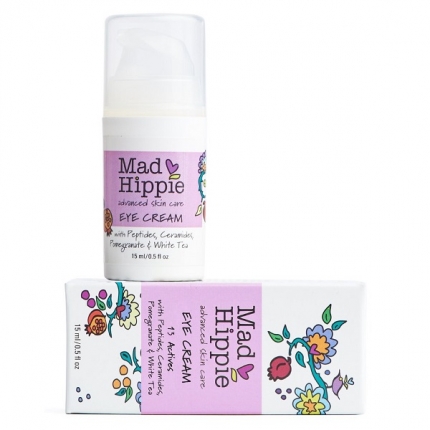 Mad
Hippie
advanced skin care
EYE CREAM
with Peptides, Ceramides,
Pomegranate & White Tea
15 ml/0.5 fl oz
Mad
Hippie
advanced skin care
EYE CREAM
13 Actives
with Peptides, Ceramides,
Pomegranate & White Tea
15 ml/0.5 fl oz